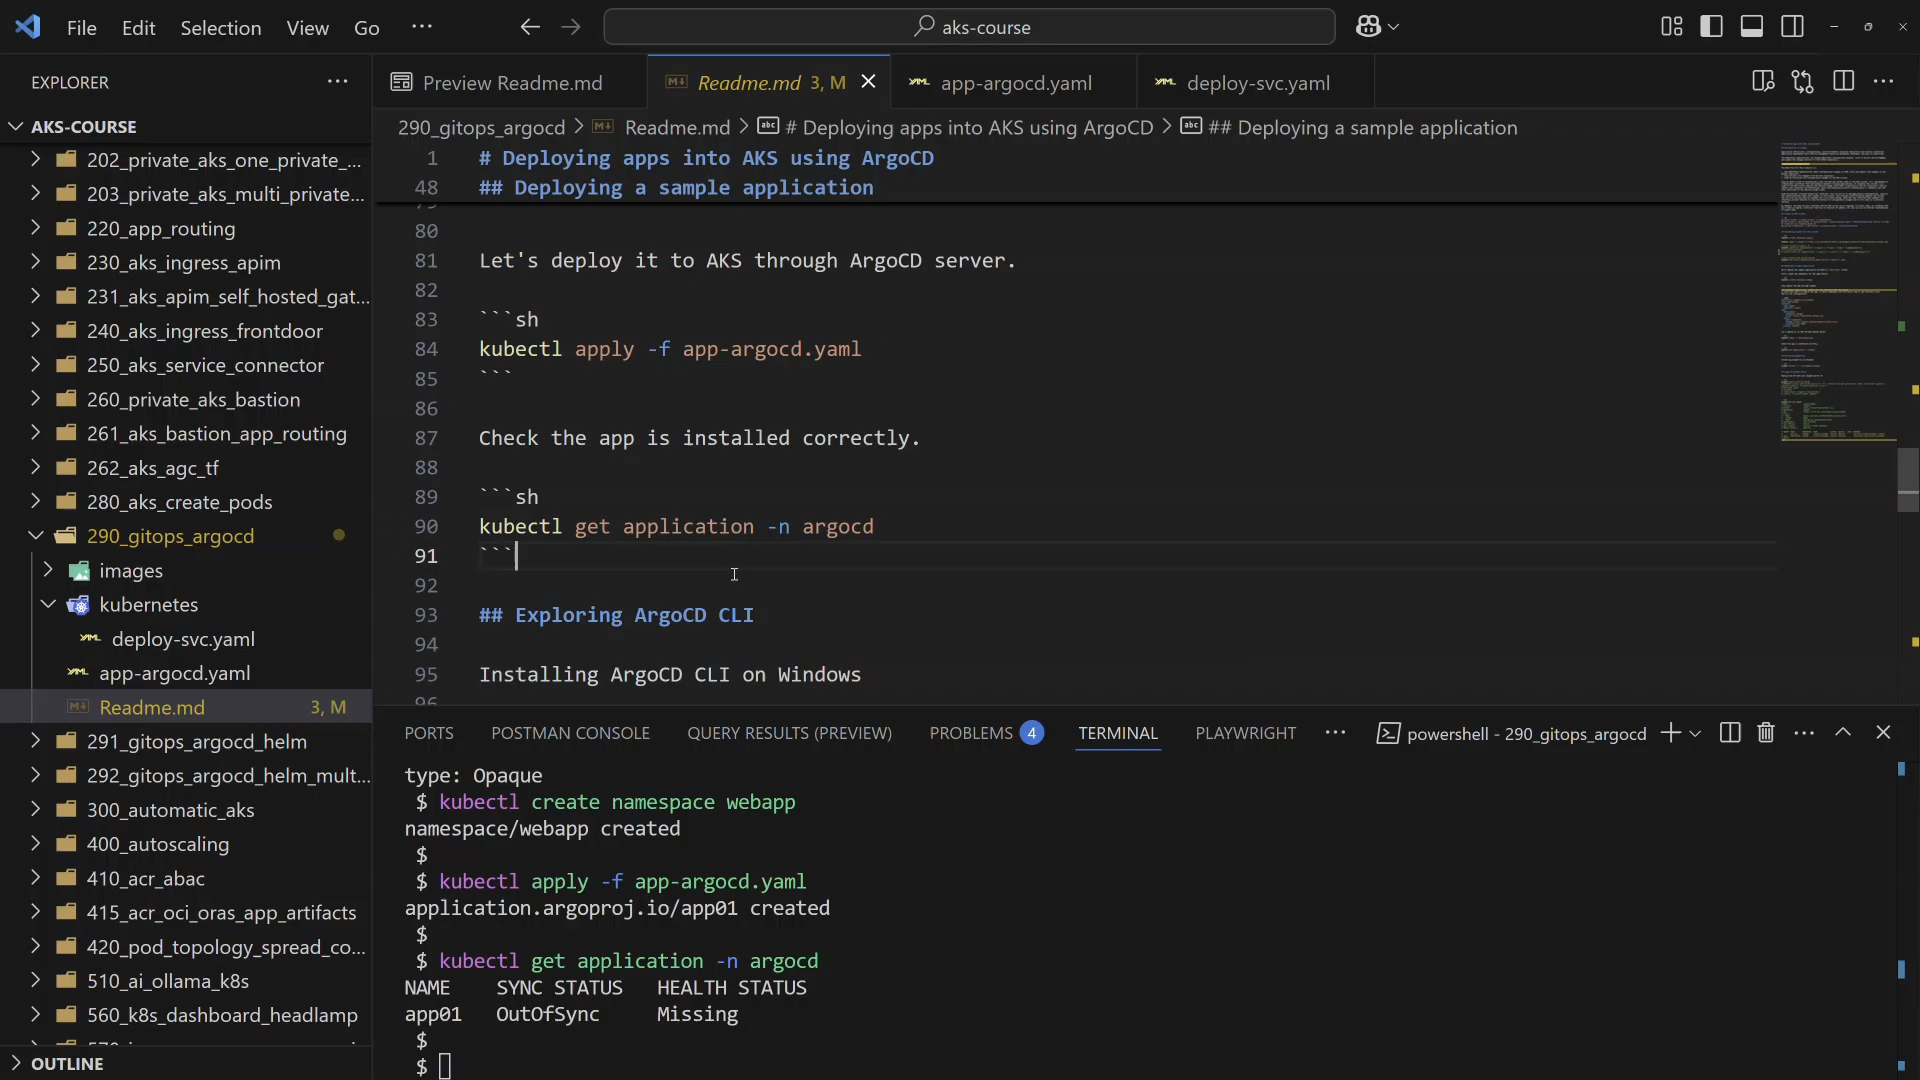 File Edit Selection View Go ···
aks-course
EXPLORER
Preview Readme.md
Readme.md 3, M
app-argocd.yaml
deploy-svc.yaml
AKS-COURSE
290_gitops_argocd > Readme.md > # Deploying apps into AKS using ArgoCD > ## Deploying a sample application
202_private_aks_one_private_...
203_private_aks_multi_private...
220_app_routing
230_aks_ingress_apim
231_aks_apim_self_hosted_gat...
240_aks_ingress_frontdoor
250_aks_service_connector
260_private_aks_bastion
261_aks_bastion_app_routing
262_aks_agc_tf
280_aks_create_pods
290_gitops_argocd
images
kubernetes
deploy-svc.yaml
app-argocd.yaml
Readme.md 3, M
291_gitops_argocd_helm
292_gitops_argocd_helm_mult...
300_automatic_aks
400_autoscaling
410_acr_abac
415_acr_oci_oras_app_artifacts
420_pod_topology_spread_co...
510_ai_ollama_k8s
560_k8s_dashboard_headlamp
OUTLINE
1 # Deploying apps into AKS using ArgoCD
48 ## Deploying a sample application
79
80
81 Let's deploy it to AKS through ArgoCD server.
82
83 ```sh
84 kubectl apply -f app-argocd.yaml
85 ```
86
87 Check the app is installed correctly.
88
89 ```sh
90 kubectl get application -n argocd
91 ```
92
93 ## Exploring ArgoCD CLI
94
95 Installing ArgoCD CLI on Windows
96
PORTS POSTMAN CONSOLE QUERY RESULTS (PREVIEW) PROBLEMS 4 TERMINAL PLAYWRIGHT ··· powershell - 290_gitops_argocd
type: Opaque
$ kubectl create namespace webapp
namespace/webapp created
$
$ kubectl apply -f app-argocd.yaml
application.argoproj.io/app01 created
$
$ kubectl get application -n argocd
NAME SYNC STATUS HEALTH STATUS
app01 OutOfSync Missing
$
$